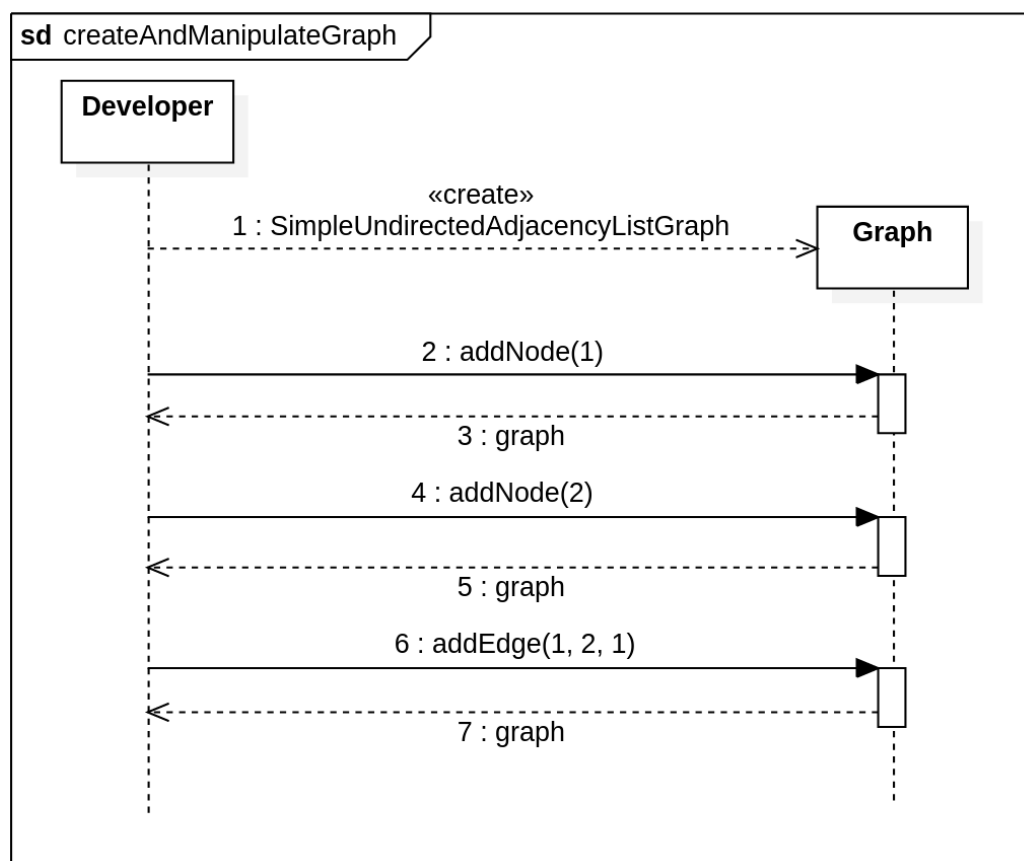 sd createAndManipulateGraph
Developer
«create»
1 : SimpleUndirectedAdjacencyListGraph
Graph
2 : addNode(1)
3 : graph
4 : addNode(2)
5 : graph
6 : addEdge(1, 2, 1)
7 : graph